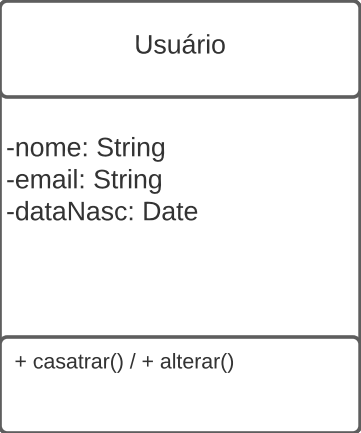 Usuário
-nome: String
-email: String
-dataNasc: Date
+ casatrar() / + alterar()